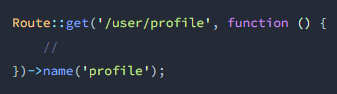 Route::get('/user/profile', function () {
    //
})->name('profile');